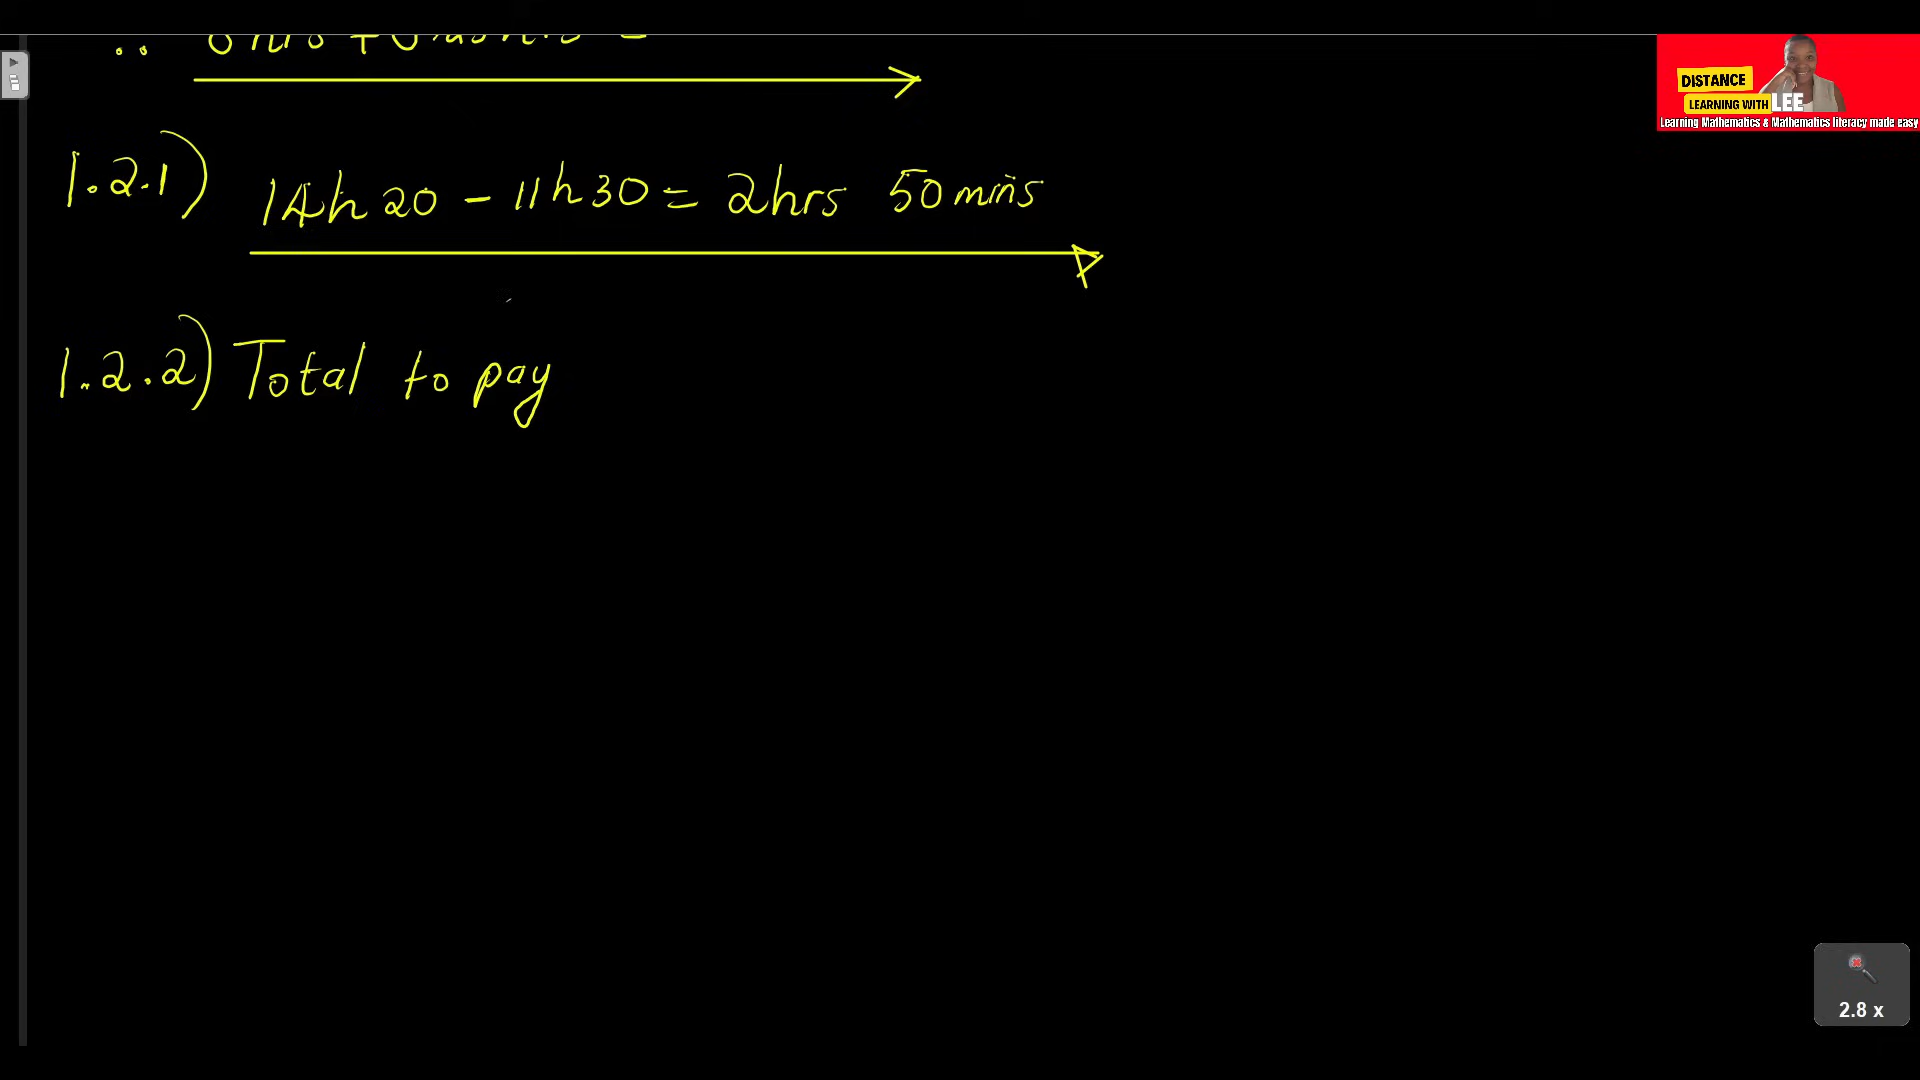 1.2.1) 14h20 - 11h30 = 2hrs 50mins
1.2.2) Total to pay
DISTANCE
LEARNING WITH LEE
Learning Mathematics & Mathematics literacy made easy
2.8 x